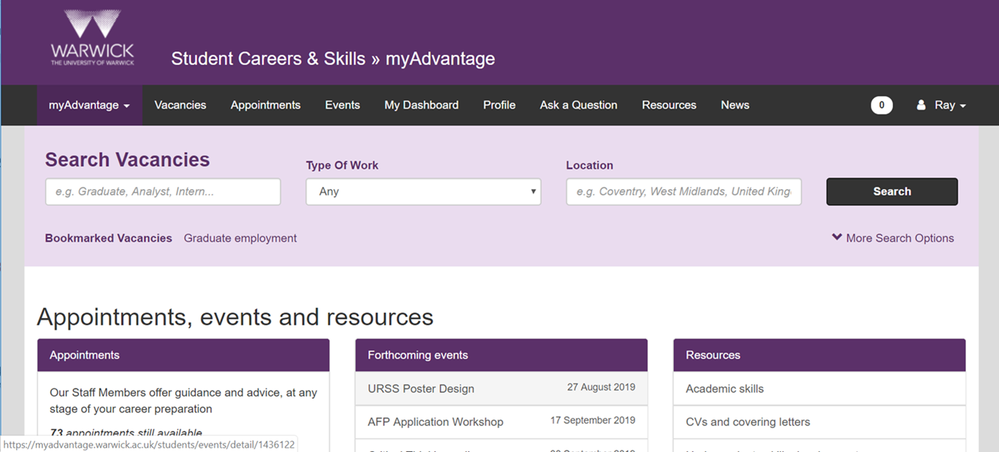 WARWICK
THE UNIVERSITY OF WARWICK
Student Careers & Skills » myAdvantage
myAdvantage Vacancies Appointments Events My Dashboard Profile Ask a Question Resources News 0 Ray
Search Vacancies
Type Of Work
Location
e.g. Graduate, Analyst, Intern...
Any
e.g. Coventry, West Midlands, United King
Search
Bookmarked Vacancies Graduate employment
More Search Options
Appointments, events and resources
Appointments
Our Staff Members offer guidance and advice, at any
stage of your career preparation
73 appointments still available
Forthcoming events
URSS Poster Design 27 August 2019
AFP Application Workshop 17 September 2019
Resources
Academic skills
CVs and covering letters
https://myadvantage.warwick.ac.uk/students/events/detail/1436122